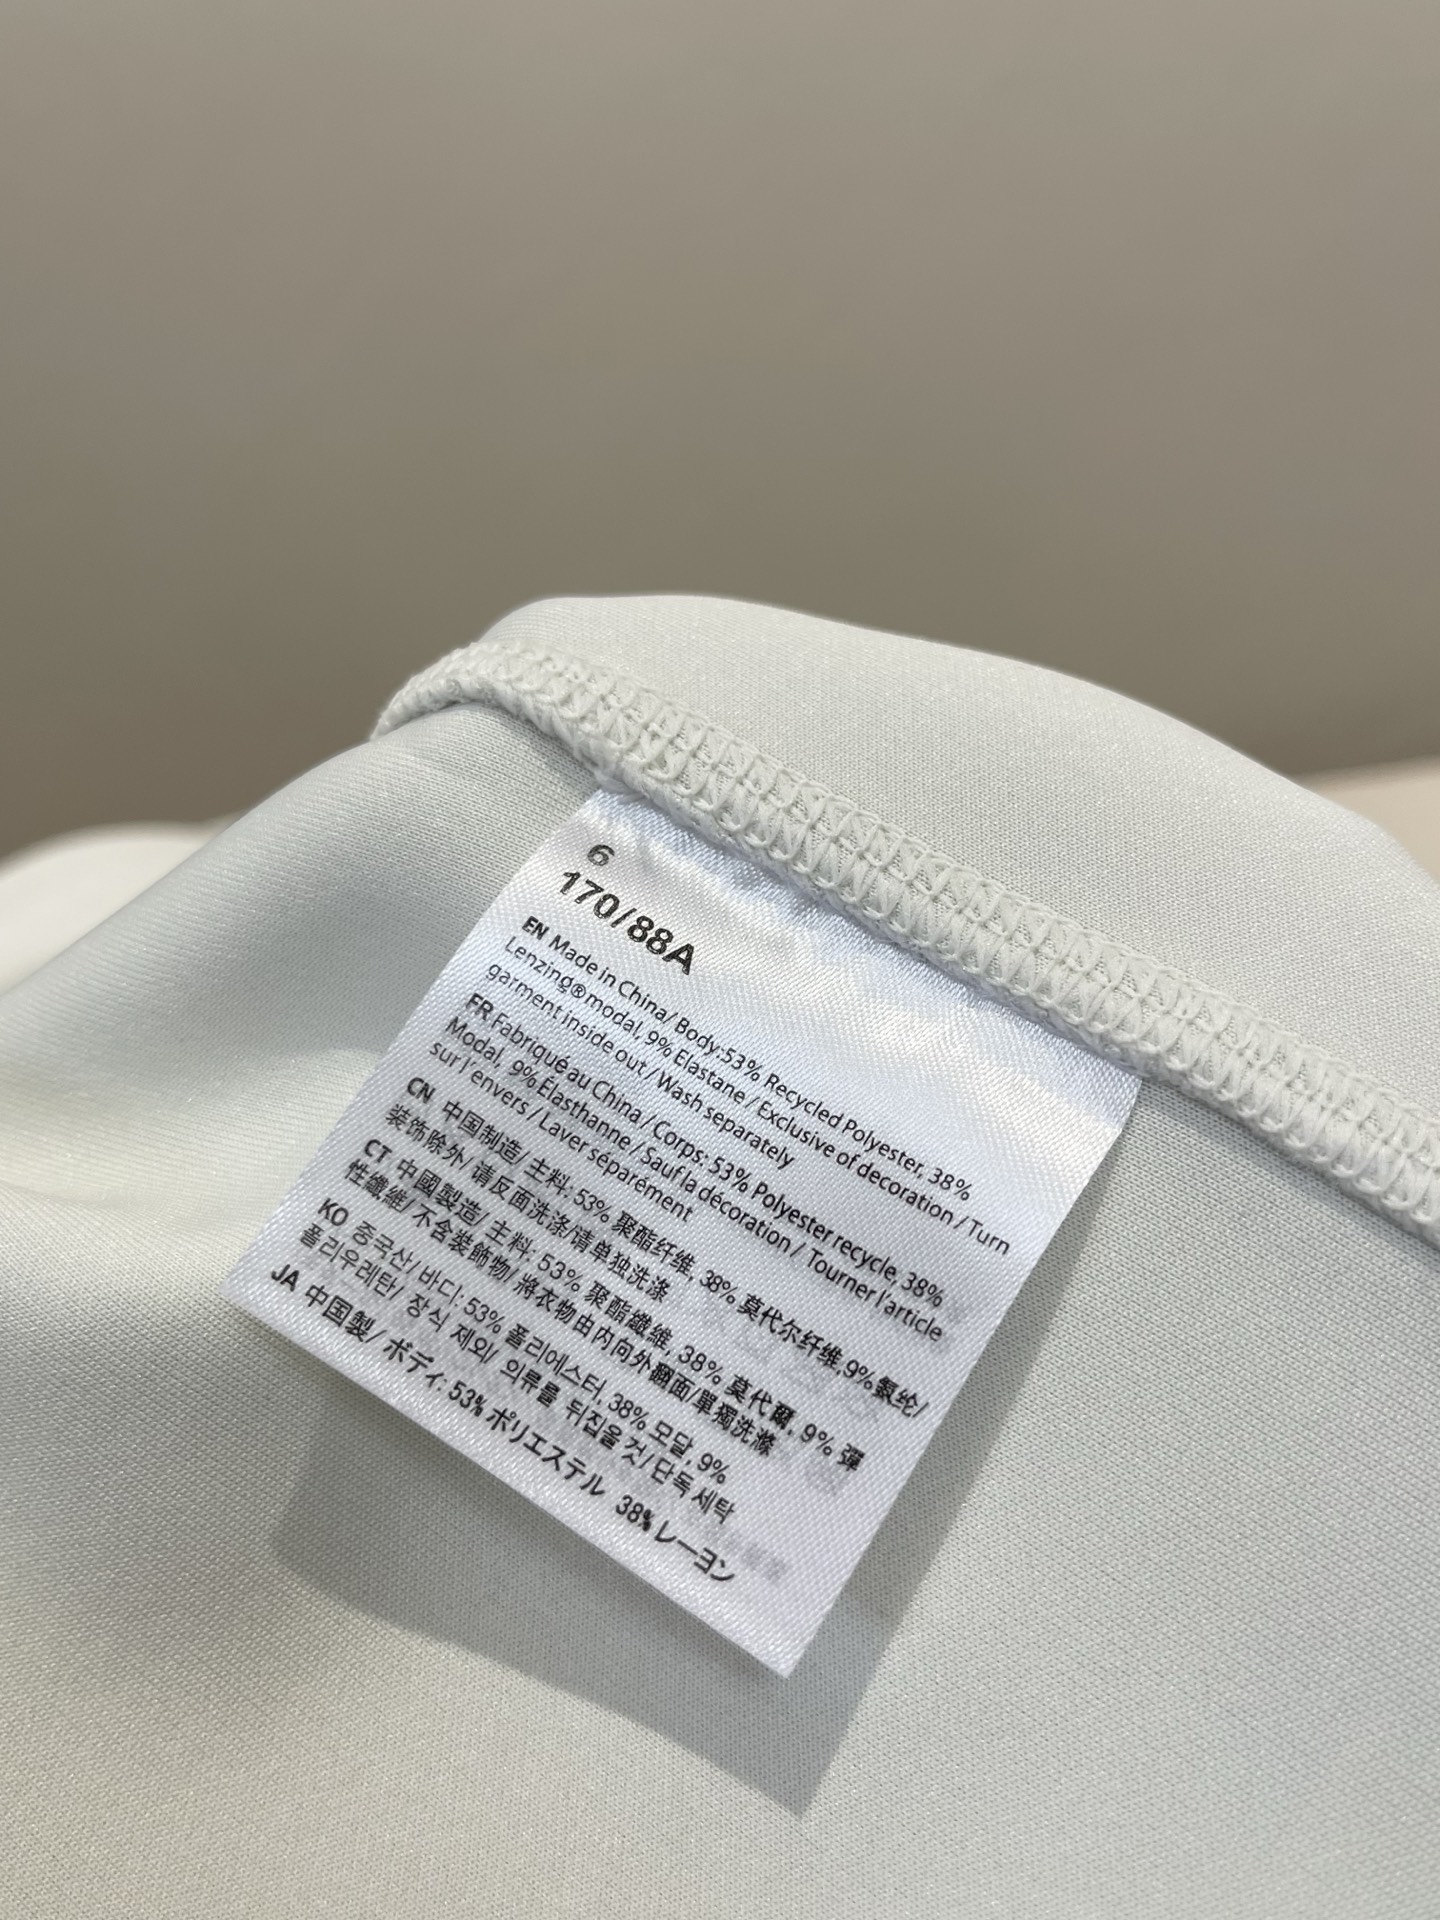 6
170/88A
EN Made in China/ Body:53% Recycled Polyester, 38%
Lenzing®modal, 9% Elastane / Exclusive of decoration / Turn
garment inside out / Wash separately
FR Fabriqué au China / Corps: 53% Polyester recycle, 38%
Modal, 9% Élasthanne / Sauf la décoration / Tourner l'article
sur l'envers / Laver séparément
CN 中国制造/ 主料: 53% 聚酯纤维, 38% 莫代尔纤维,9%氨纶/
装饰除外/ 请反面洗涤/请单独洗涤
CT 中國製造/ 主料: 53% 聚酯纖維, 38% 莫代爾, 9% 彈
性纖維/ 不含裝飾物/ 將衣物由内向外翻面/單獨洗滌
KO 중국산/ 바디: 53% 폴리에스터, 38% 모달, 9%
폴리우레탄/ 장식 제외/ 의류를 뒤집을 것/ 단독 세탁
JA 中国製/ ボディ: 53% ポリエステル 38% レーヨン